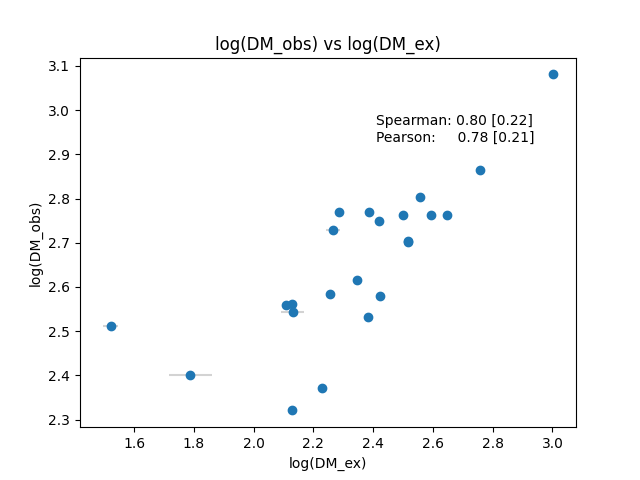 log(DM_obs) vs log(DM_ex)
3.1
3.0
Spearman: 0.80 [0.22]
Pearson: 0.78 [0.21]
2.9
2.8
2.7
2.6
2.5
2.4
2.3
log(DM_obs)
1.6 1.8 2.0 2.2 2.4 2.6 2.8 3.0
log(DM_ex)